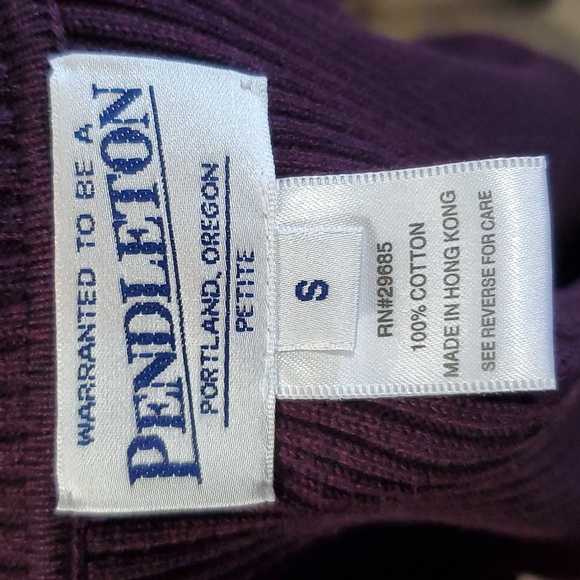 WARRANTED TO BE A
PENDLETON
PORTLAND, OREGON
PETITE
S
RN#29685
100% COTTON
MADE IN HONG KONG
SEE REVERSE FOR CARE